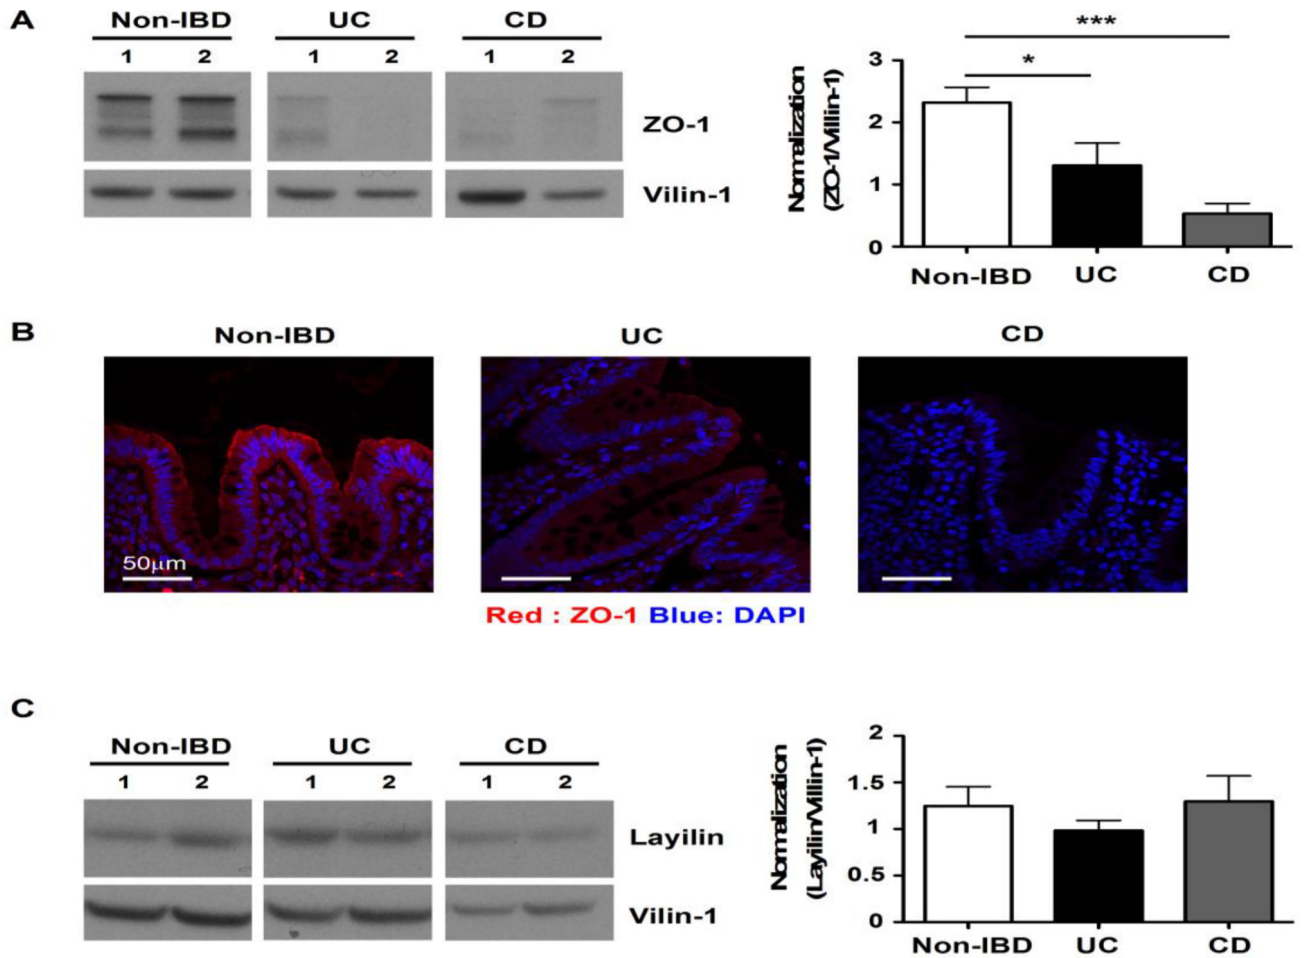 A
Non-IBD UC CD
1 2 1 2 1 2
ZO-1
Vilin-1
Normalization
(ZO-1/Villin-1)
3
2
1
0
***
*
Non-IBD UC CD
B
Non-IBD UC CD
50µm
Red : ZO-1 Blue: DAPI
C
Non-IBD UC CD
1 2 1 2 1 2
Layilin
Vilin-1
Normalization
(Layilin/Villin-1)
2
1.5
1
0.5
0
Non-IBD UC CD